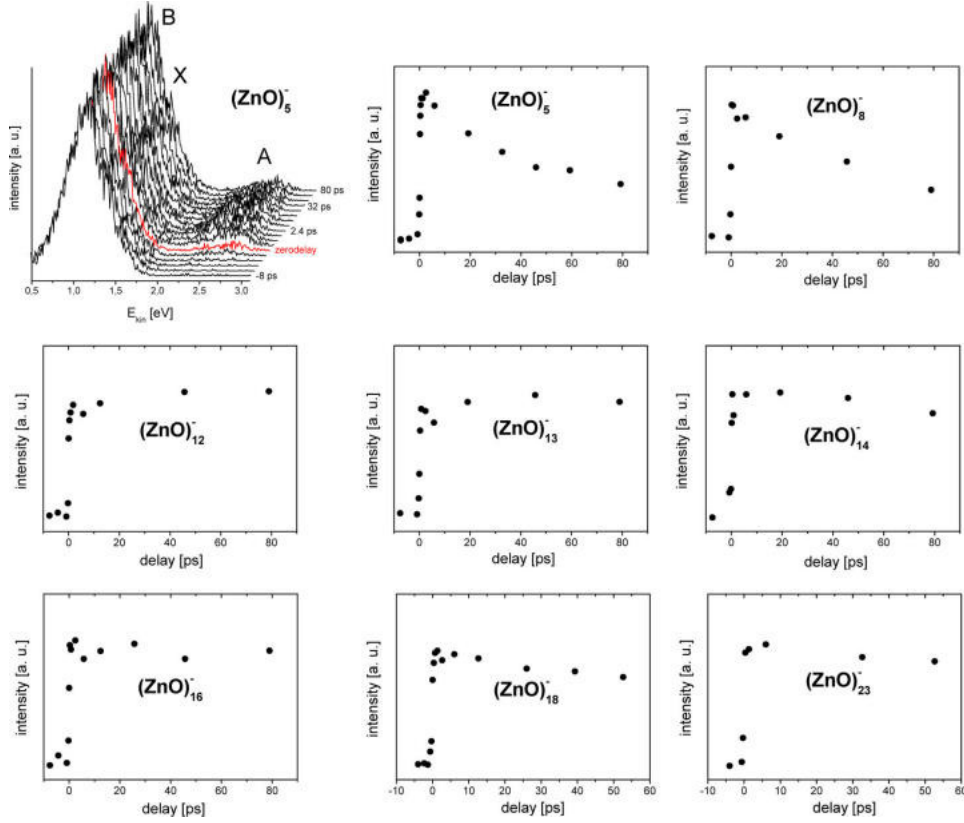 B
X
(ZnO)5-
A
intensity [a. u.]
80 ps
32 ps
2.4 ps
zerodelay
-8 ps
0,5 1,0 1,5 2,0 2,5 3,0
Ekin [eV]
(ZnO)5-
intensity [a. u.]
0 20 40 60 80
delay [ps]
(ZnO)8-
intensity [a. u.]
0 20 40 60 80
delay [ps]
(ZnO)12-
intensity [a. u.]
0 20 40 60 80
delay [ps]
(ZnO)13-
intensity [a. u.]
0 20 40 60 80
delay [ps]
(ZnO)14-
intensity [a. u.]
0 20 40 60 80
delay [ps]
(ZnO)16-
intensity [a. u.]
0 20 40 60 80
delay [ps]
(ZnO)18-
intensity [a. u.]
-10 0 10 20 30 40 50 60
delay [ps]
(ZnO)23-
intensity [a. u.]
-10 0 10 20 30 40 50 60
delay [ps]